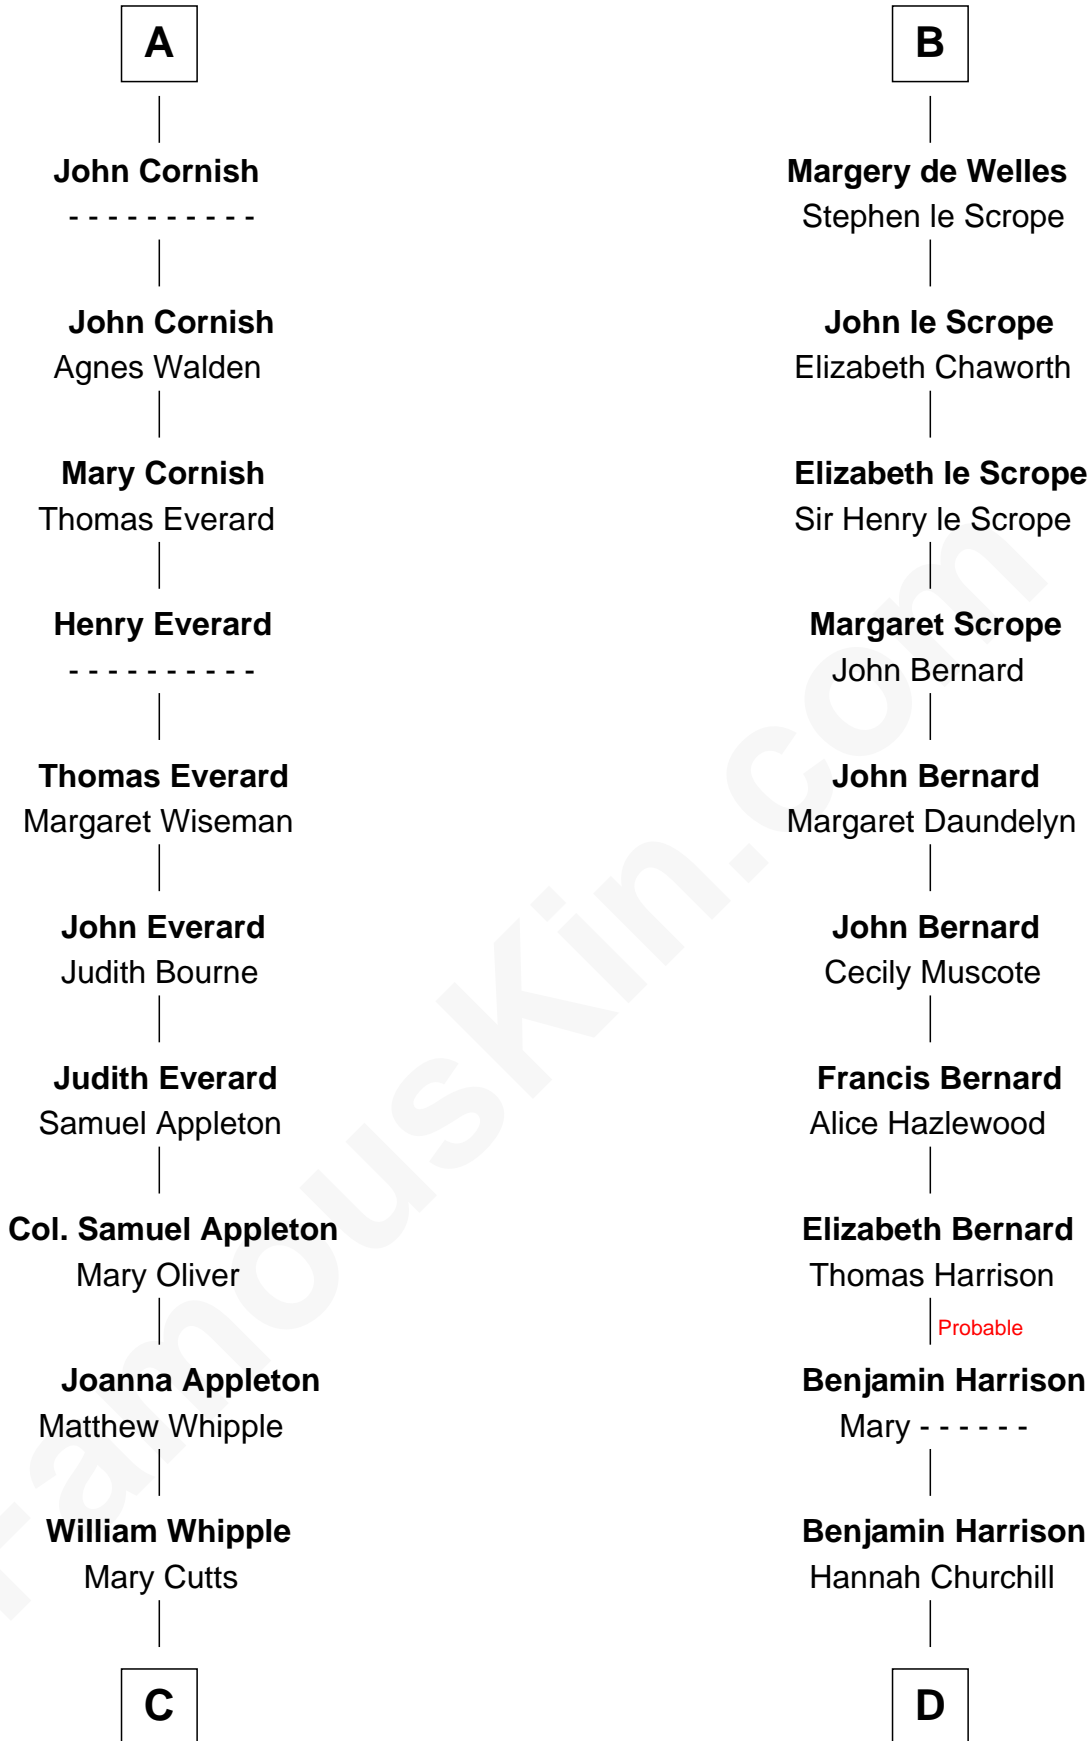 A
John Cornish
- - - - - - - - - -
John Cornish
Agnes Walden
Mary Cornish
Thomas Everard
Henry Everard
- - - - - - - - - -
Thomas Everard
Margaret Wiseman
John Everard
Judith Bourne
Judith Everard
Samuel Appleton
Col. Samuel Appleton
Mary Oliver
Joanna Appleton
Matthew Whipple
William Whipple
Mary Cutts
C
B
Margery de Welles
Stephen le Scrope
John le Scrope
Elizabeth Chaworth
Elizabeth le Scrope
Sir Henry le Scrope
Margaret Scrope
John Bernard
John Bernard
Margaret Daundelyn
John Bernard
Cecily Muscote
Francis Bernard
Alice Hazlewood
Elizabeth Bernard
Thomas Harrison
Probable
Benjamin Harrison
Mary - - - - - -
Benjamin Harrison
Hannah Churchill
D
FamousKin.com